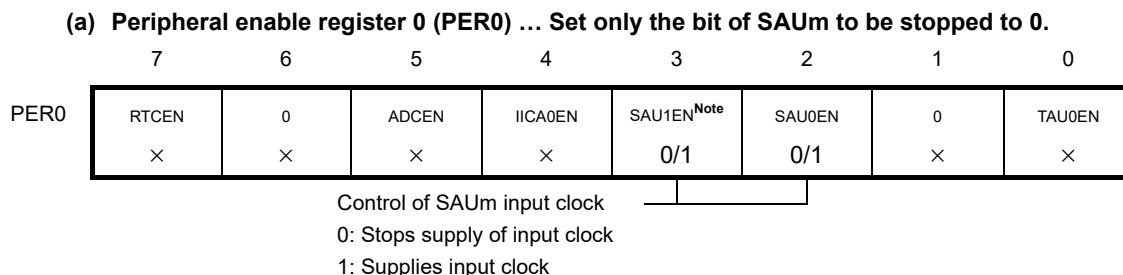 (a) Peripheral enable register 0 (PER0) … Set only the bit of SAUm to be stopped to 0.
7 6 5 4 3 2 1 0
PER0 RTCEN 0 ADCEN IICA0EN SAU1ENNote SAU0EN 0 TAU0EN
× × × × 0/1 0/1 × ×
Control of SAUm input clock
0: Stops supply of input clock
1: Supplies input clock